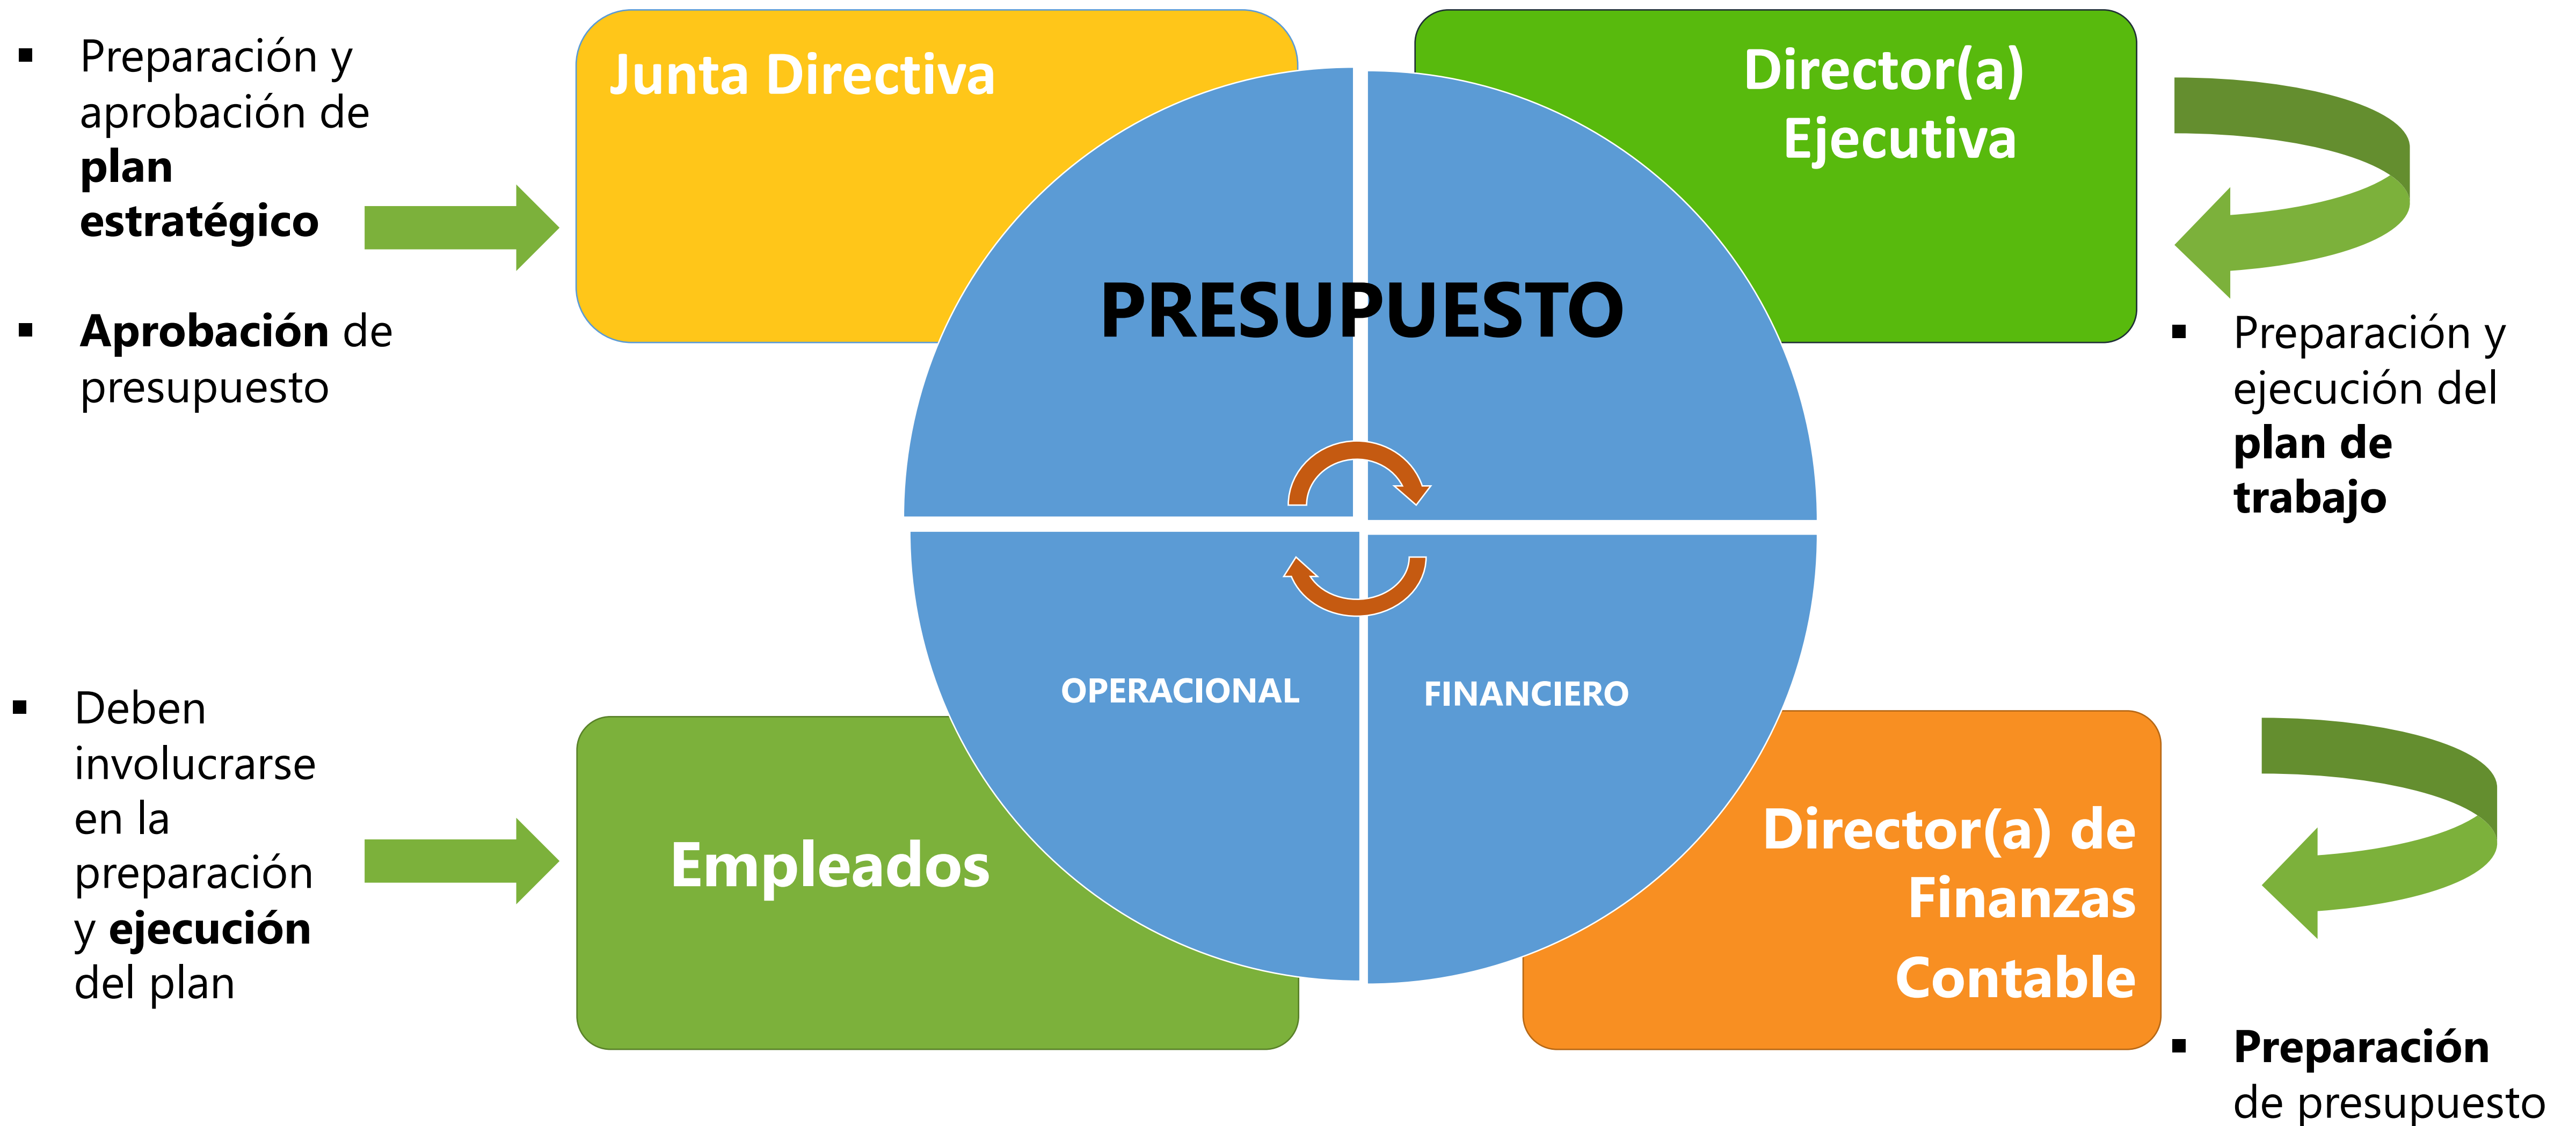 ▪ Preparación y
aprobación de
plan
estratégico
▪ Aprobación de
presupuesto
Junta Directiva
Director(a)
Ejecutiva
▪ Preparación y
ejecución del
plan de
trabajo
PRESUPUESTO
OPERACIONAL
FINANCIERO
▪ Deben
involucrarse
en la
preparación
y ejecución
del plan
Empleados
Director(a) de
Finanzas
Contable
▪ Preparación
de presupuesto